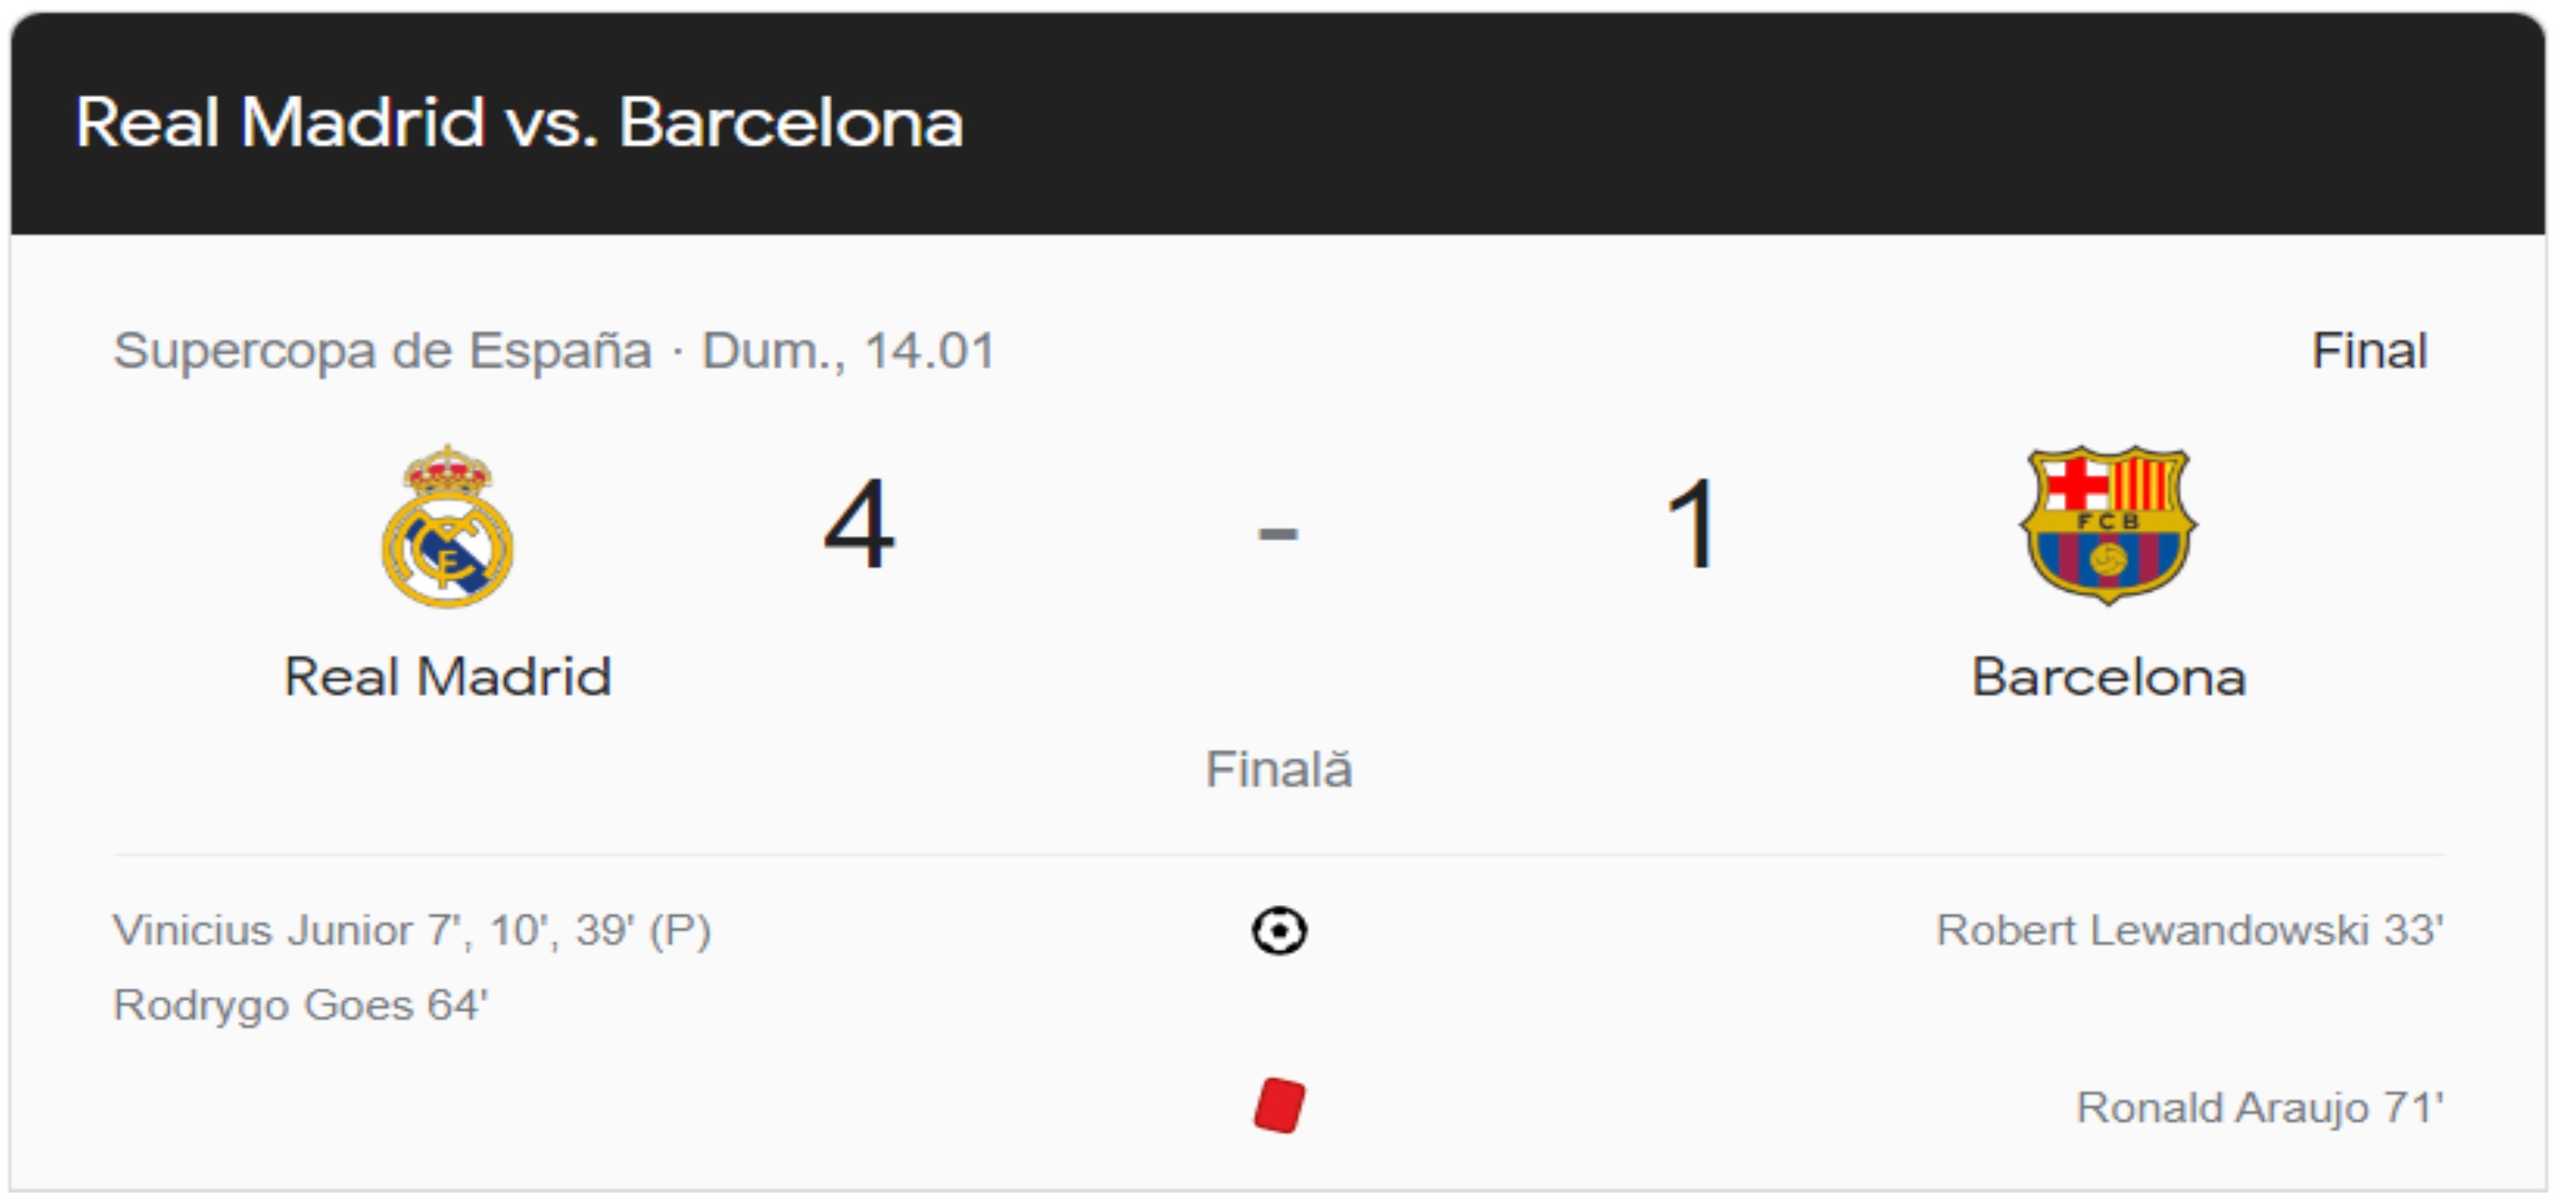 Real Madrid vs. Barcelona
Supercopa de España · Dum., 14.01
Final
4 - 1
FCB
Real Madrid
Barcelona
Finală
Vinicius Junior 7', 10', 39' (P)
Robert Lewandowski 33'
Rodrygo Goes 64'
Ronald Araujo 71'